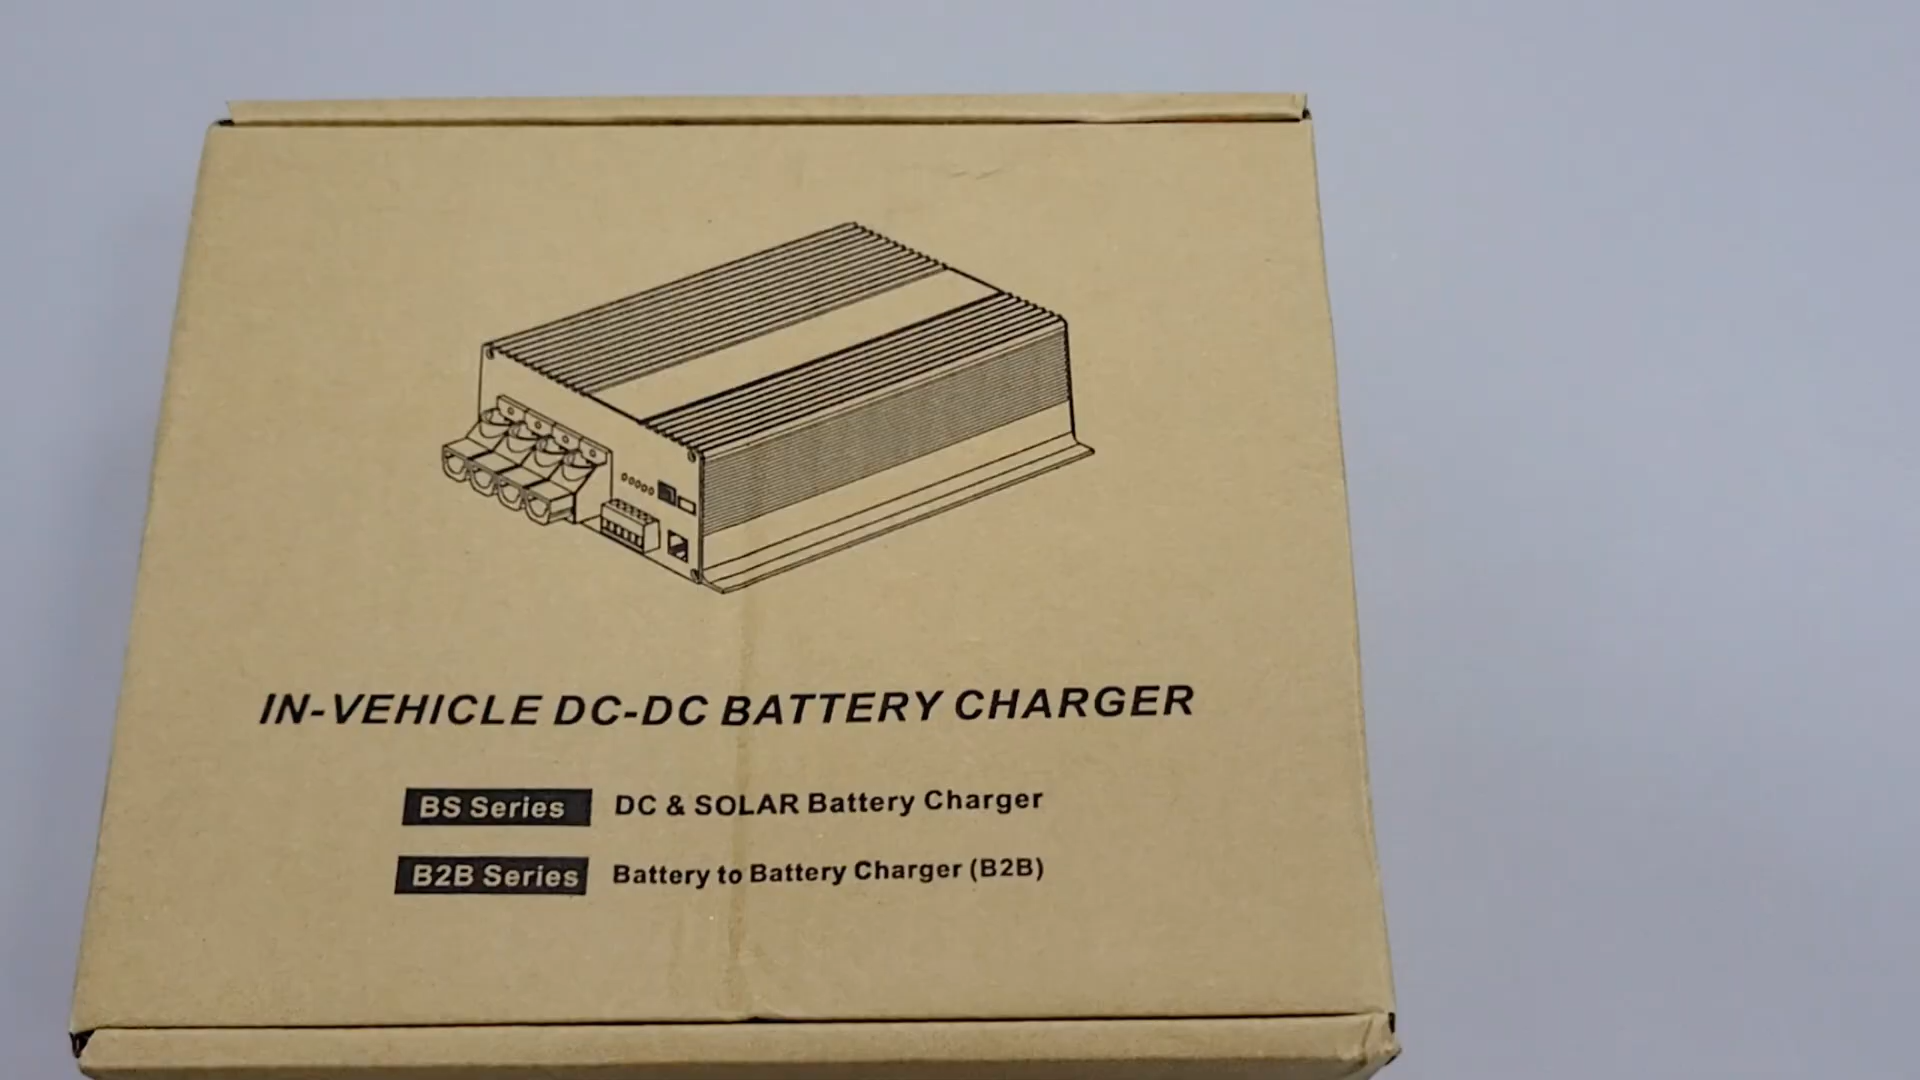 IN-VEHICLE DC-DC BATTERY CHARGER
BS Series DC & SOLAR Battery Charger
B2B Series Battery to Battery Charger (B2B)